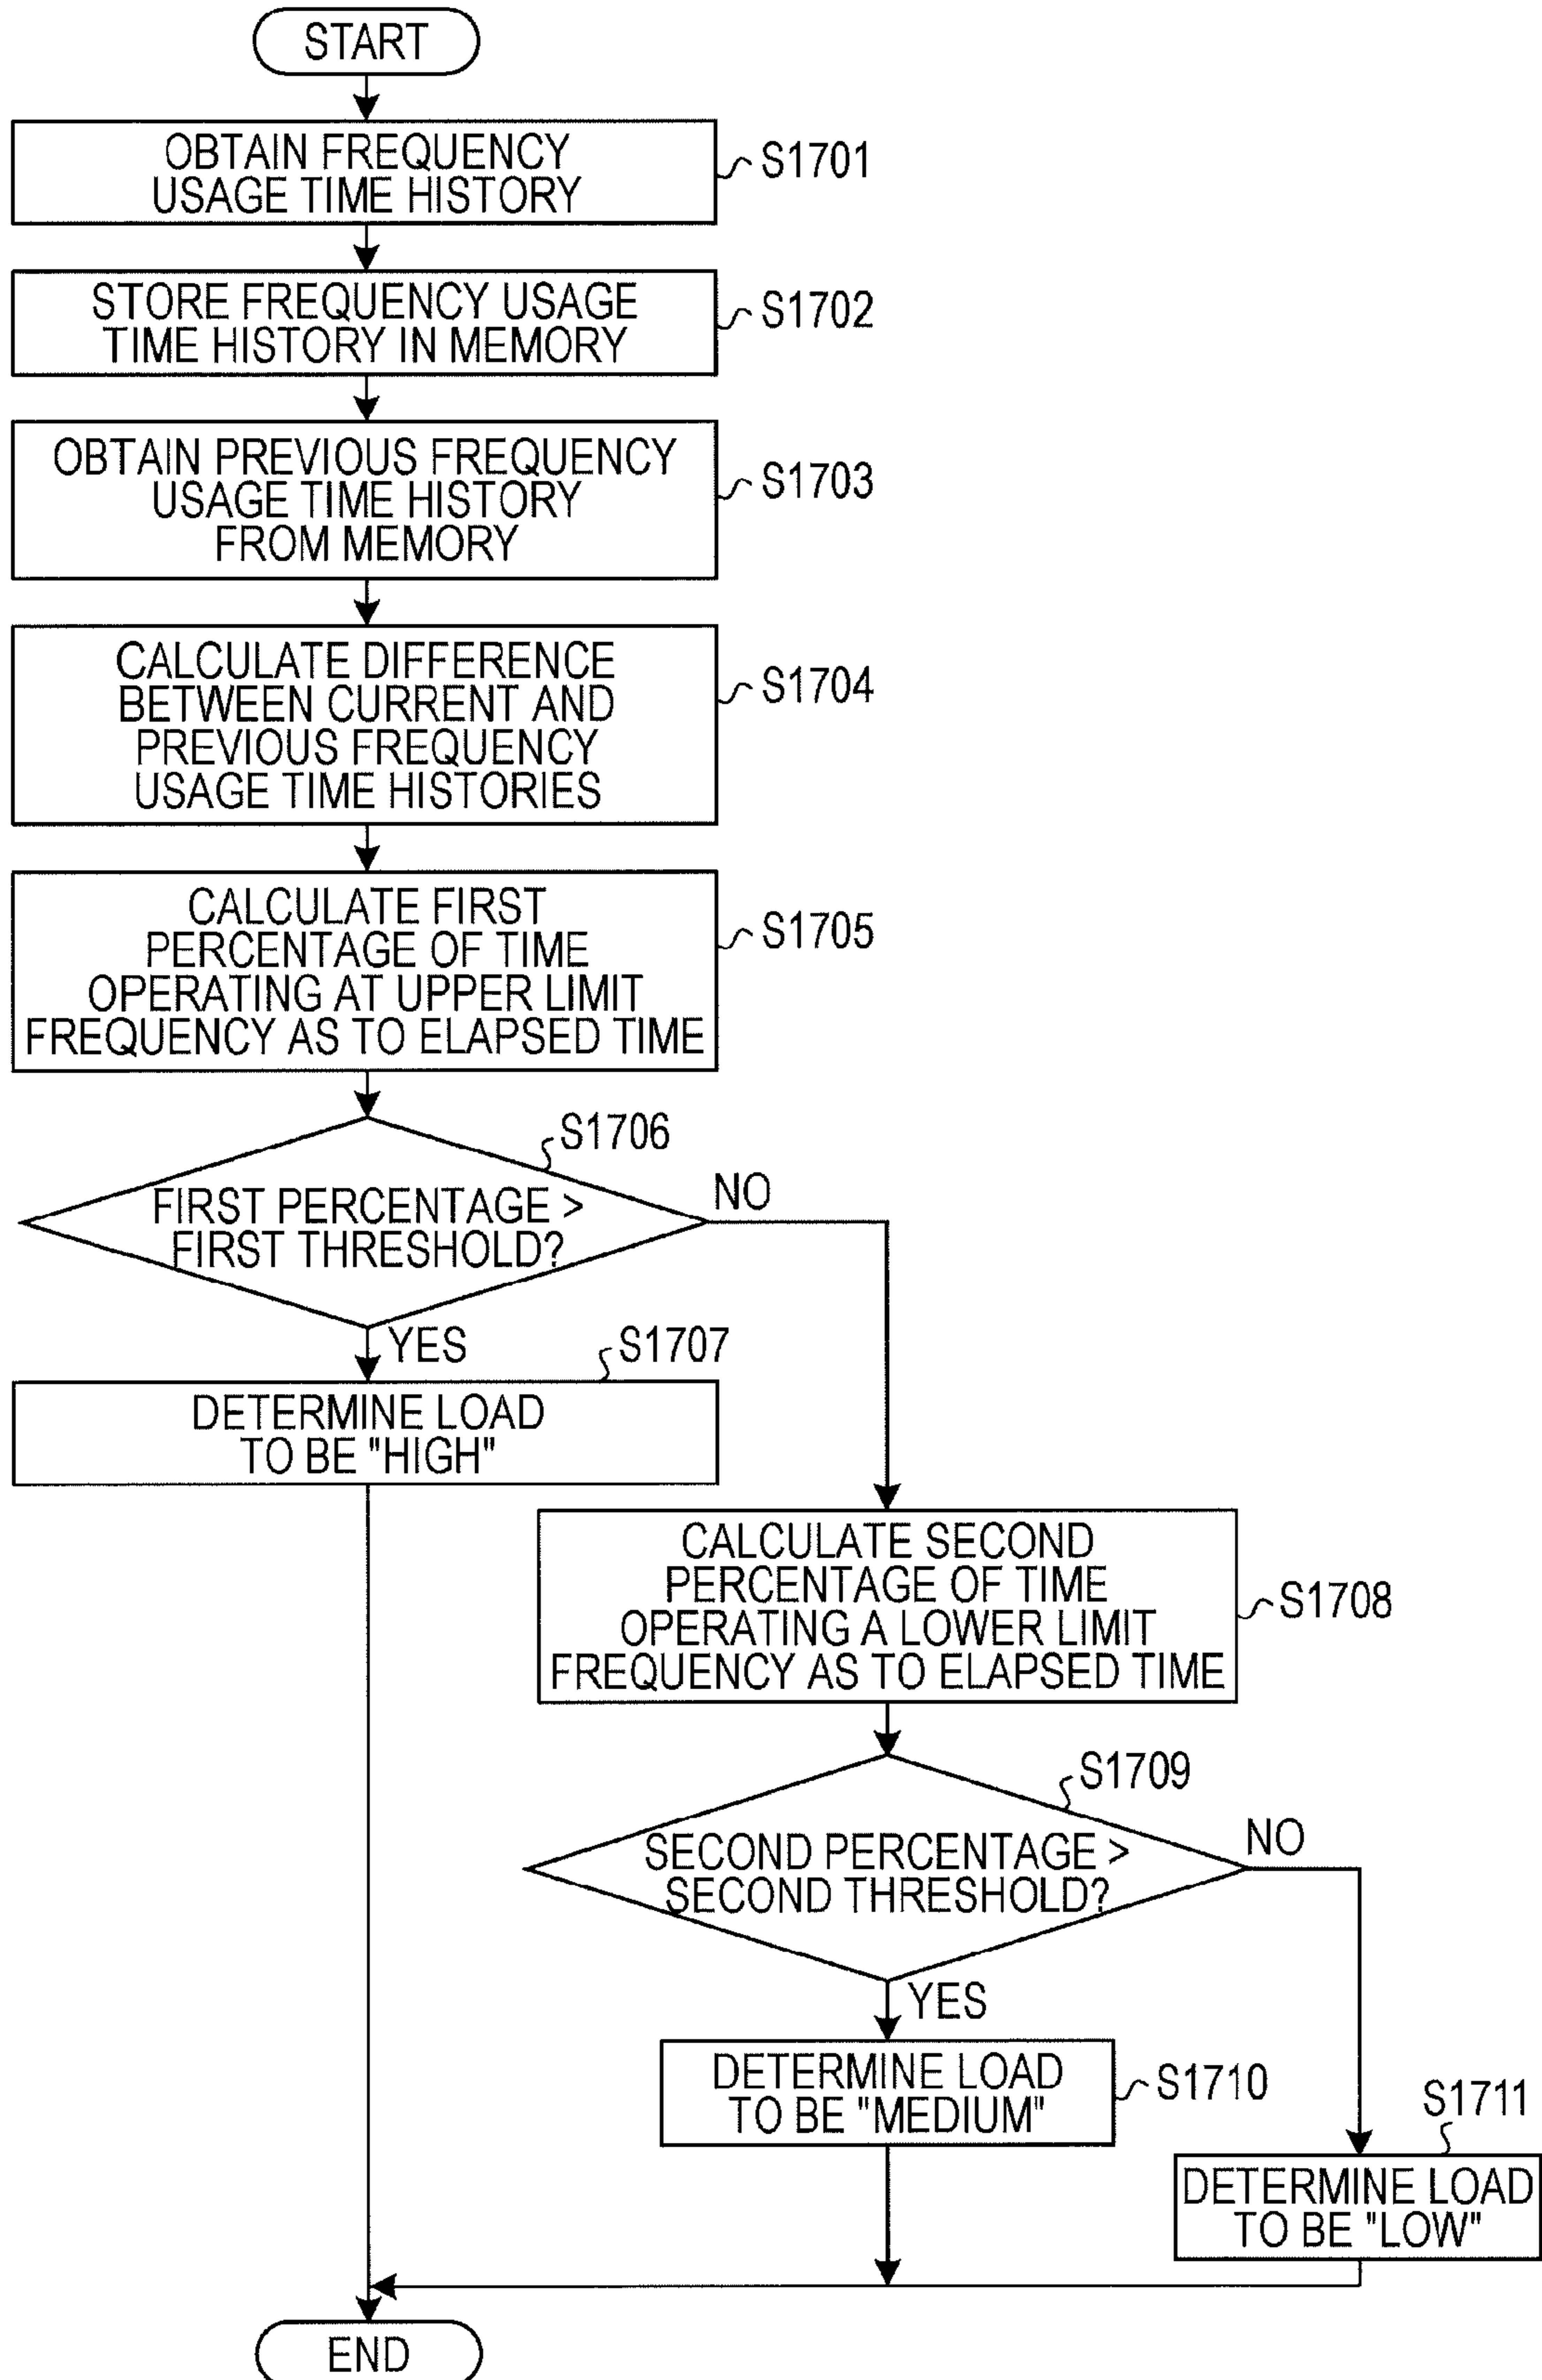 START
OBTAIN FREQUENCY
USAGE TIME HISTORY
S1701
STORE FREQUENCY USAGE
TIME HISTORY IN MEMORY
S1702
OBTAIN PREVIOUS FREQUENCY
USAGE TIME HISTORY
FROM MEMORY
S1703
CALCULATE DIFFERENCE
BETWEEN CURRENT AND
PREVIOUS FREQUENCY
USAGE TIME HISTORIES
S1704
CALCULATE FIRST
PERCENTAGE OF TIME
OPERATING AT UPPER LIMIT
FREQUENCY AS TO ELAPSED TIME
S1705
S1706
FIRST PERCENTAGE >
FIRST THRESHOLD?
NO
YES
S1707
DETERMINE LOAD
TO BE "HIGH"
CALCULATE SECOND
PERCENTAGE OF TIME
OPERATING A LOWER LIMIT
FREQUENCY AS TO ELAPSED TIME
S1708
S1709
SECOND PERCENTAGE >
SECOND THRESHOLD?
NO
YES
DETERMINE LOAD
TO BE "MEDIUM"
S1710
S1711
DETERMINE LOAD
TO BE "LOW"
END